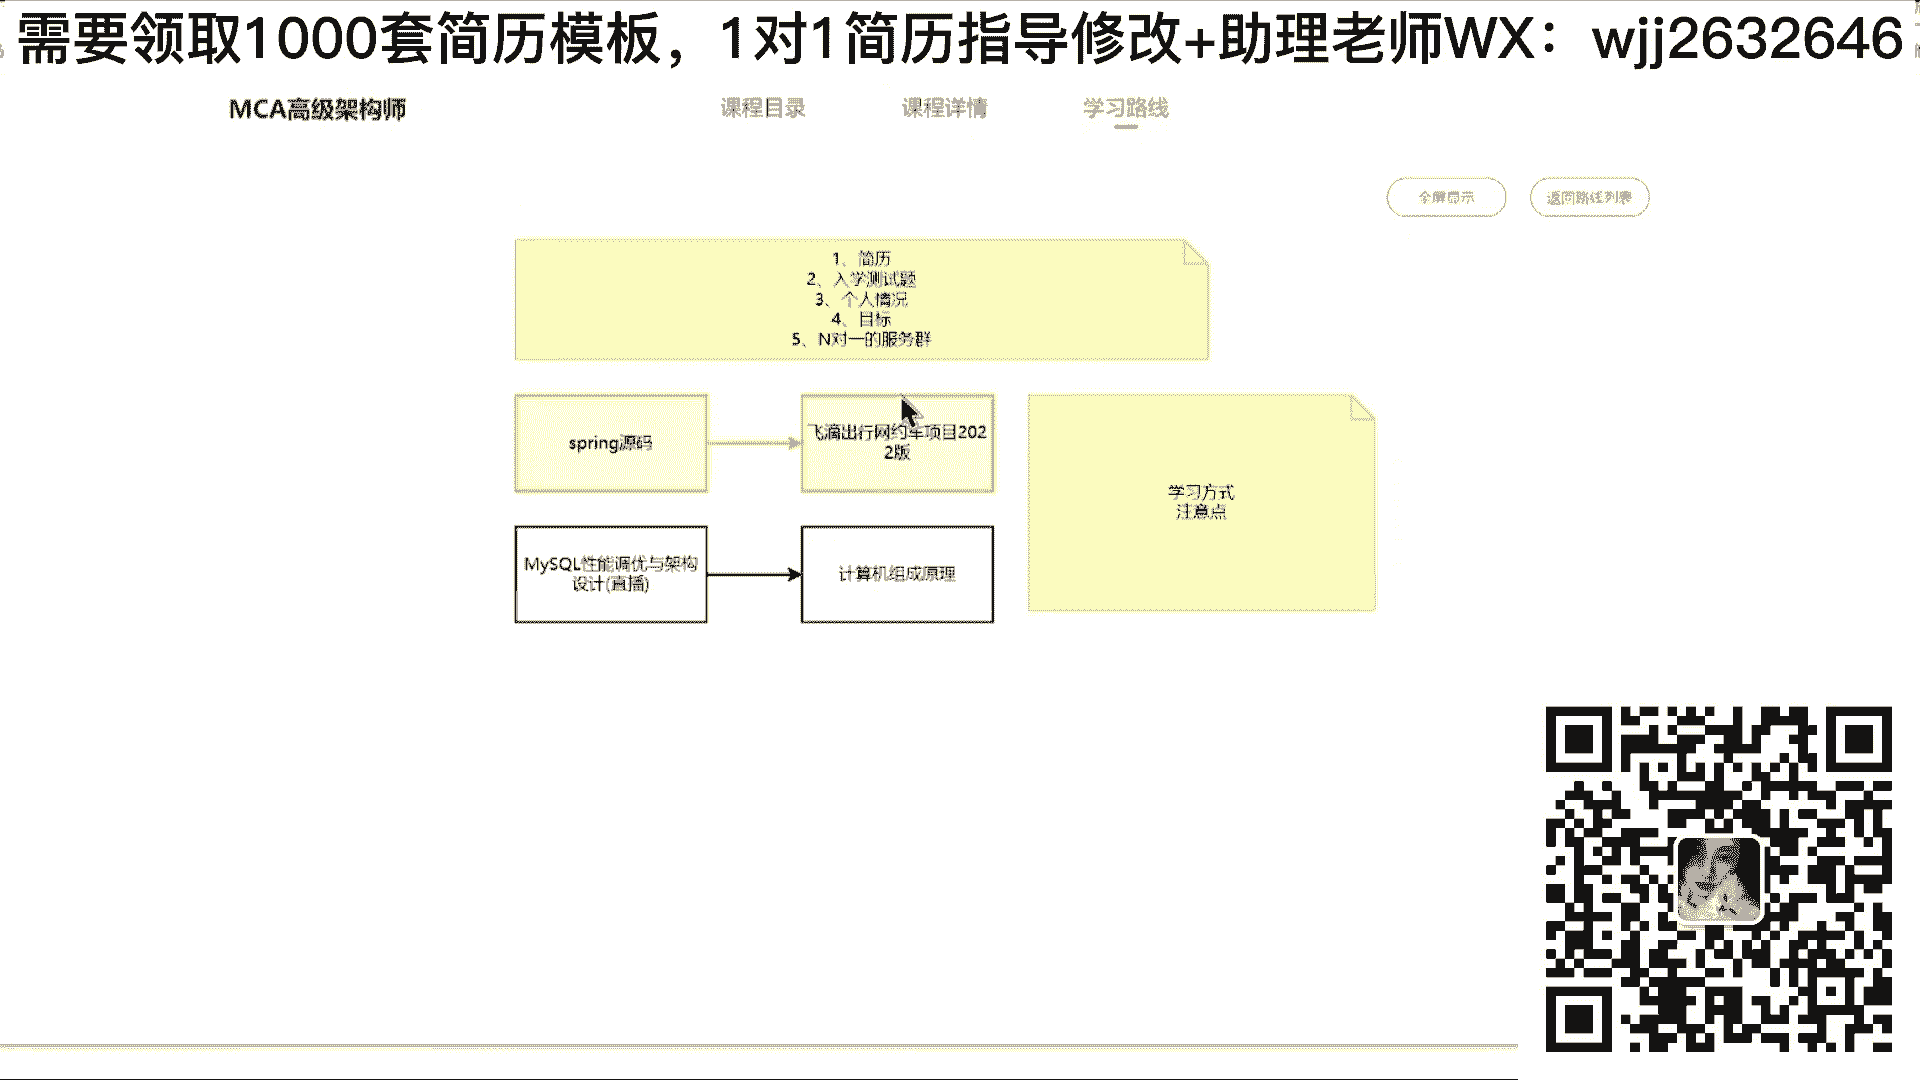 需要领取1000套简历模板，1对1简历指导修改+助理老师WX：wjj2632646
MCA高级架构师
课程目录
课程详情
学习路线
全屏显示
返回路线列表
1、简历
2、入学测试题
3、个人情况
4、目标
5、N对一的服务群
spring源码
飞滴出行网约车项目202
2版
学习方式
注意点
MySQL性能调优与架构
设计(直播)
计算机组成原理